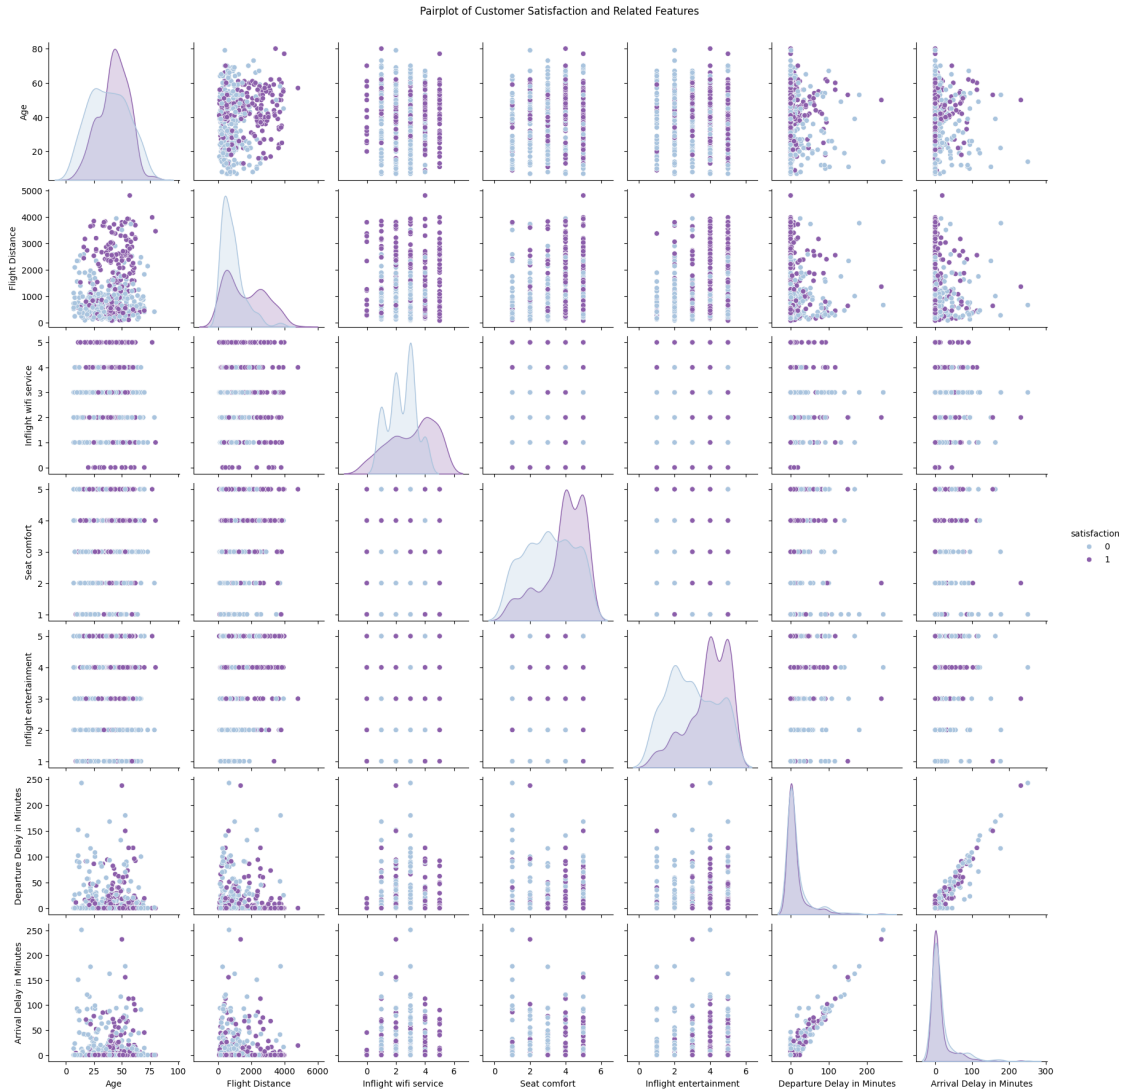 Pairplot of Customer Satisfaction and Related Features
80
60
40
20
Age
5000
4000
3000
2000
1000
0
Flight Distance
5
4
3
2
1
0
Inflight wifi service
5
4
3
2
1
Seat comfort
satisfaction
0
1
5
4
3
2
1
Inflight entertainment
250
200
150
100
50
0
Departure Delay in Minutes
250
200
150
100
50
0
Arrival Delay in Minutes
0 25 50 75 100
0 2000 4000 6000
0 2 4 6
0 2 4 6
0 2 4 6
0 100 200
0 100 200 300
Age
Flight Distance
Inflight wifi service
Seat comfort
Inflight entertainment
Departure Delay in Minutes
Arrival Delay in Minutes